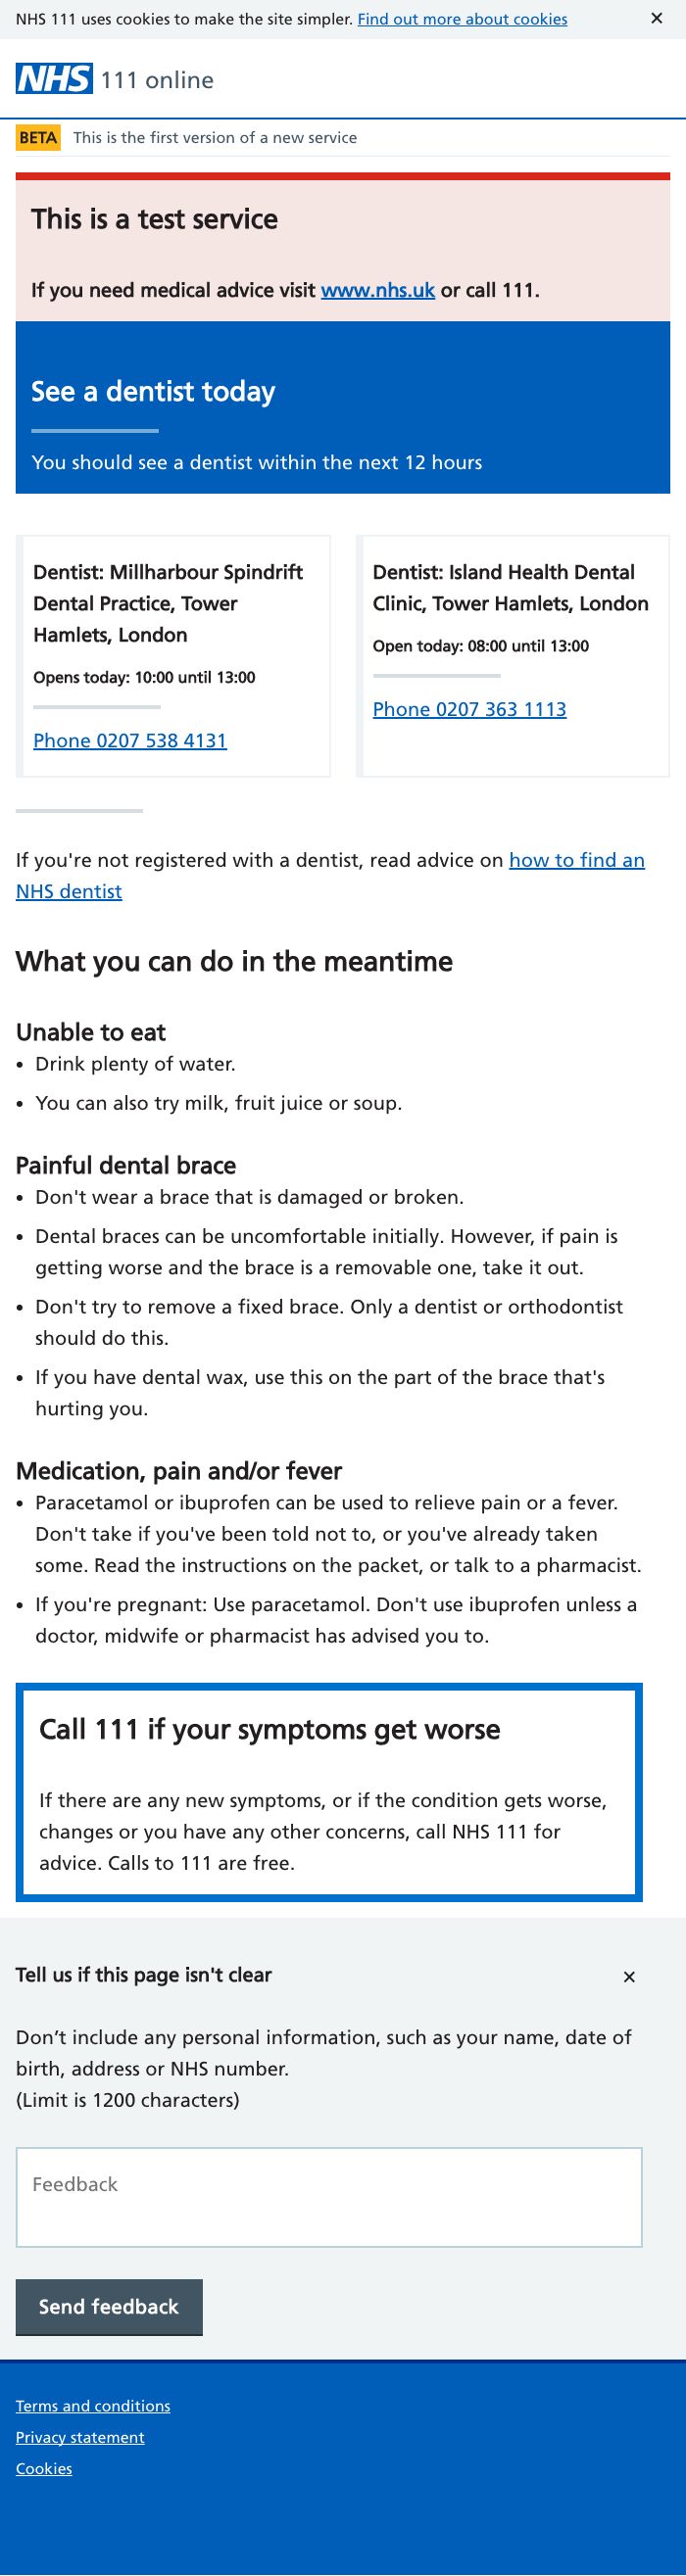 NHS 111 uses cookies to make the site simpler. Find out more about cookies ✕
NHS 111 online
BETA This is the first version of a new service
This is a test service
If you need medical advice visit www.nhs.uk or call 111.
See a dentist today
You should see a dentist within the next 12 hours
Dentist: Millharbour Spindrift
Dental Practice, Tower
Hamlets, London
Opens today: 10:00 until 13:00
Phone 0207 538 4131
Dentist: Island Health Dental
Clinic, Tower Hamlets, London
Open today: 08:00 until 13:00
Phone 0207 363 1113
If you're not registered with a dentist, read advice on how to find an
NHS dentist
What you can do in the meantime
Unable to eat
• Drink plenty of water.
• You can also try milk, fruit juice or soup.
Painful dental brace
• Don't wear a brace that is damaged or broken.
• Dental braces can be uncomfortable initially. However, if pain is
getting worse and the brace is a removable one, take it out.
• Don't try to remove a fixed brace. Only a dentist or orthodontist
should do this.
• If you have dental wax, use this on the part of the brace that's
hurting you.
Medication, pain and/or fever
• Paracetamol or ibuprofen can be used to relieve pain or a fever.
Don't take if you've been told not to, or you've already taken
some. Read the instructions on the packet, or talk to a pharmacist.
• If you're pregnant: Use paracetamol. Don't use ibuprofen unless a
doctor, midwife or pharmacist has advised you to.
Call 111 if your symptoms get worse
If there are any new symptoms, or if the condition gets worse,
changes or you have any other concerns, call NHS 111 for
advice. Calls to 111 are free.
Tell us if this page isn't clear ✕
Don’t include any personal information, such as your name, date of
birth, address or NHS number.
(Limit is 1200 characters)
Feedback
Send feedback
Terms and conditions
Privacy statement
Cookies